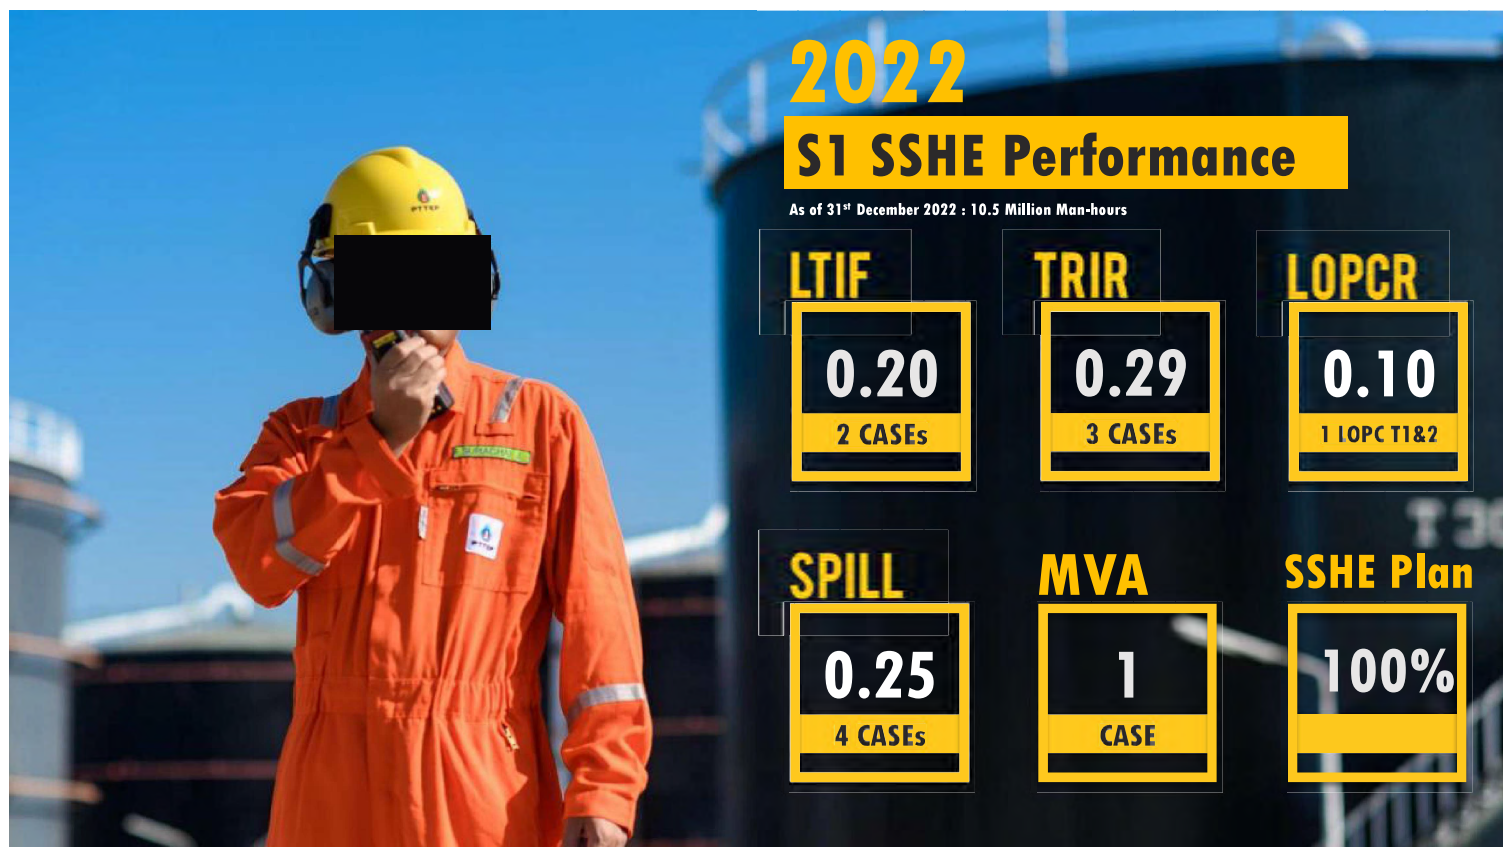 2022
S1 SSHE Performance
As of 31st December 2022 : 10.5 Million Man-hours
LTIF
TRIR
LOPCR
0.20
0.29
0.10
2 CASEs
3 CASEs
1 LOPC T1&2
SPILL
MVA
SSHE Plan
0.25
1
100%
4 CASEs
CASE
PTTEP
PTTEP